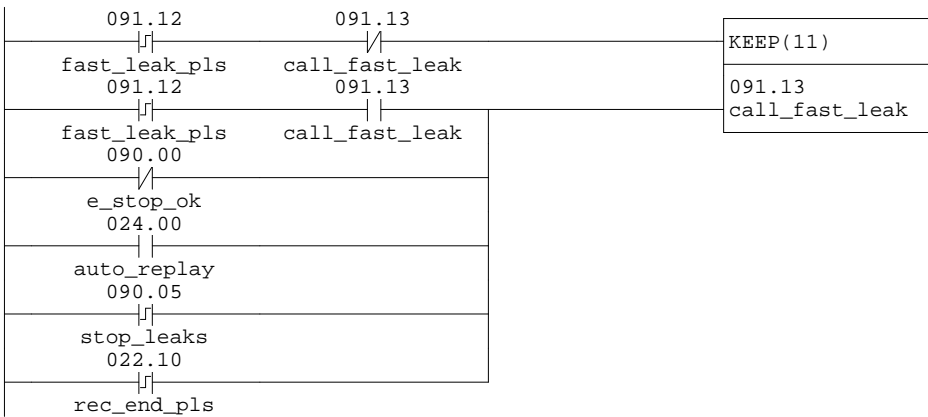 091.12 091.13
KEEP(11)
fast_leak_pls call_fast_leak
091.12 091.13 091.13
call_fast_leak
fast_leak_pls call_fast_leak
090.00
e_stop_ok
024.00
auto_replay
090.05
stop_leaks
022.10
rec_end_pls